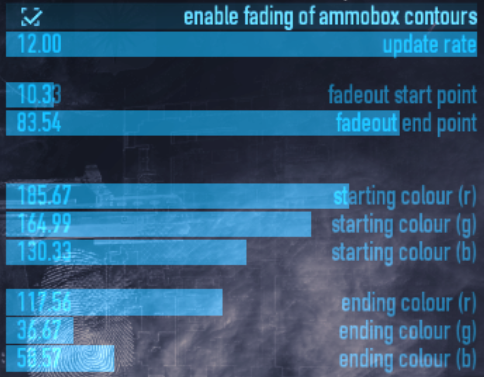 enable fading of ammobox contours
12.00 update rate
10.33 fadeout start point
83.54 fadeout end point
185.67 starting colour (r)
164.99 starting colour (g)
130.33 starting colour (b)
117.56 ending colour (r)
36.67 ending colour (g)
58.57 ending colour (b)